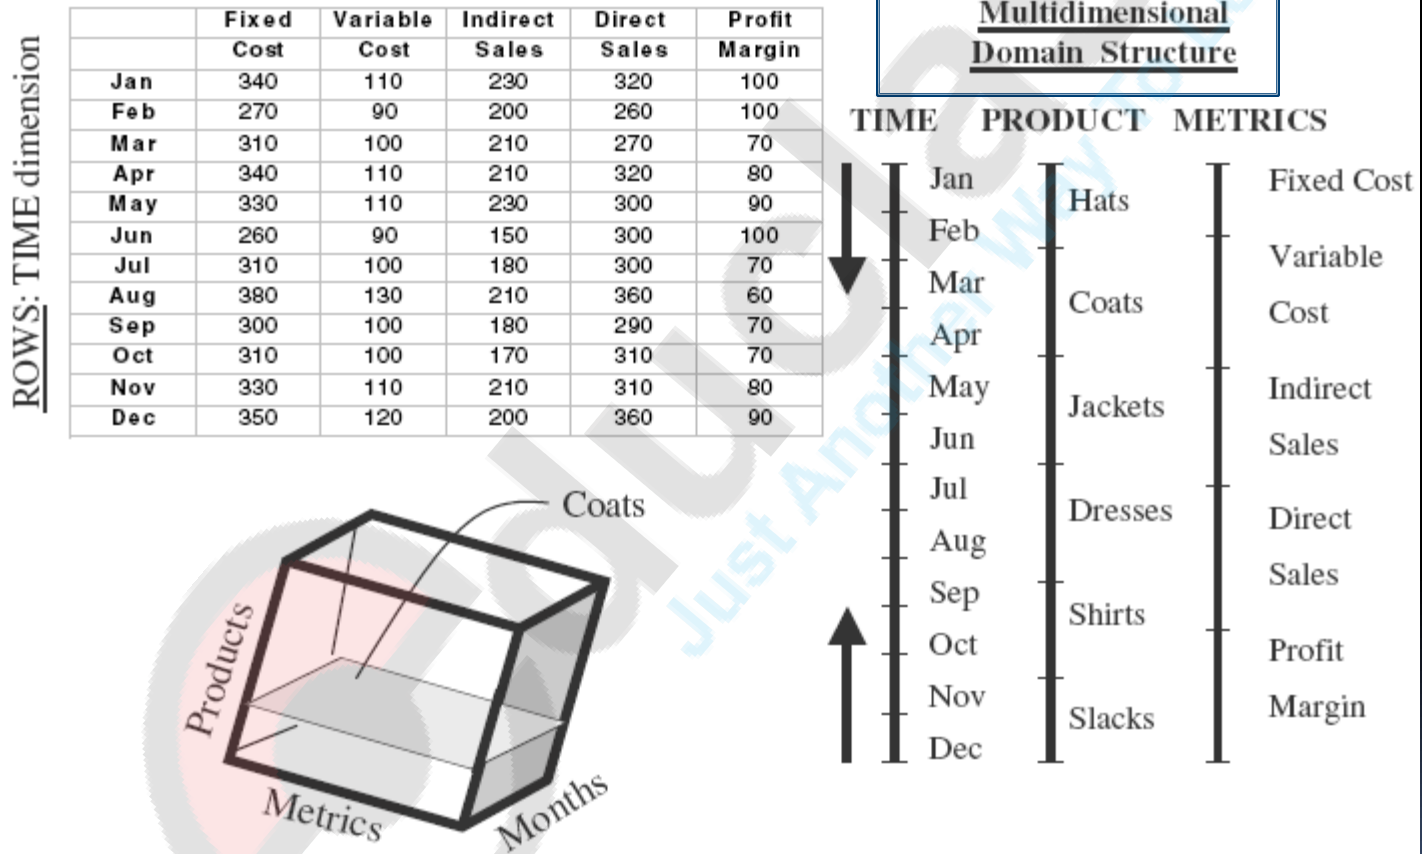 Fixed Variable Indirect Direct Profit
Cost Cost Sales Sales Margin
Jan 340 110 230 320 100
Feb 270 90 200 260 100
Mar 310 100 210 270 70
Apr 340 110 210 320 80
May 330 110 230 300 90
Jun 260 90 150 300 100
Jul 310 100 180 300 70
Aug 380 130 210 360 60
Sep 300 100 180 290 70
Oct 310 100 170 310 70
Nov 330 110 210 310 80
Dec 350 120 200 360 90
ROWS: TIME dimension
Multidimensional
Domain Structure
TIME PRODUCT METRICS
Jan
Feb
Mar
Apr
May
Jun
Jul
Aug
Sep
Oct
Nov
Dec
Hats
Coats
Jackets
Dresses
Shirts
Slacks
Fixed Cost
Variable
Cost
Indirect
Sales
Direct
Sales
Profit
Margin
Coats
Products
Metrics
Months
educla
Just Another Way To